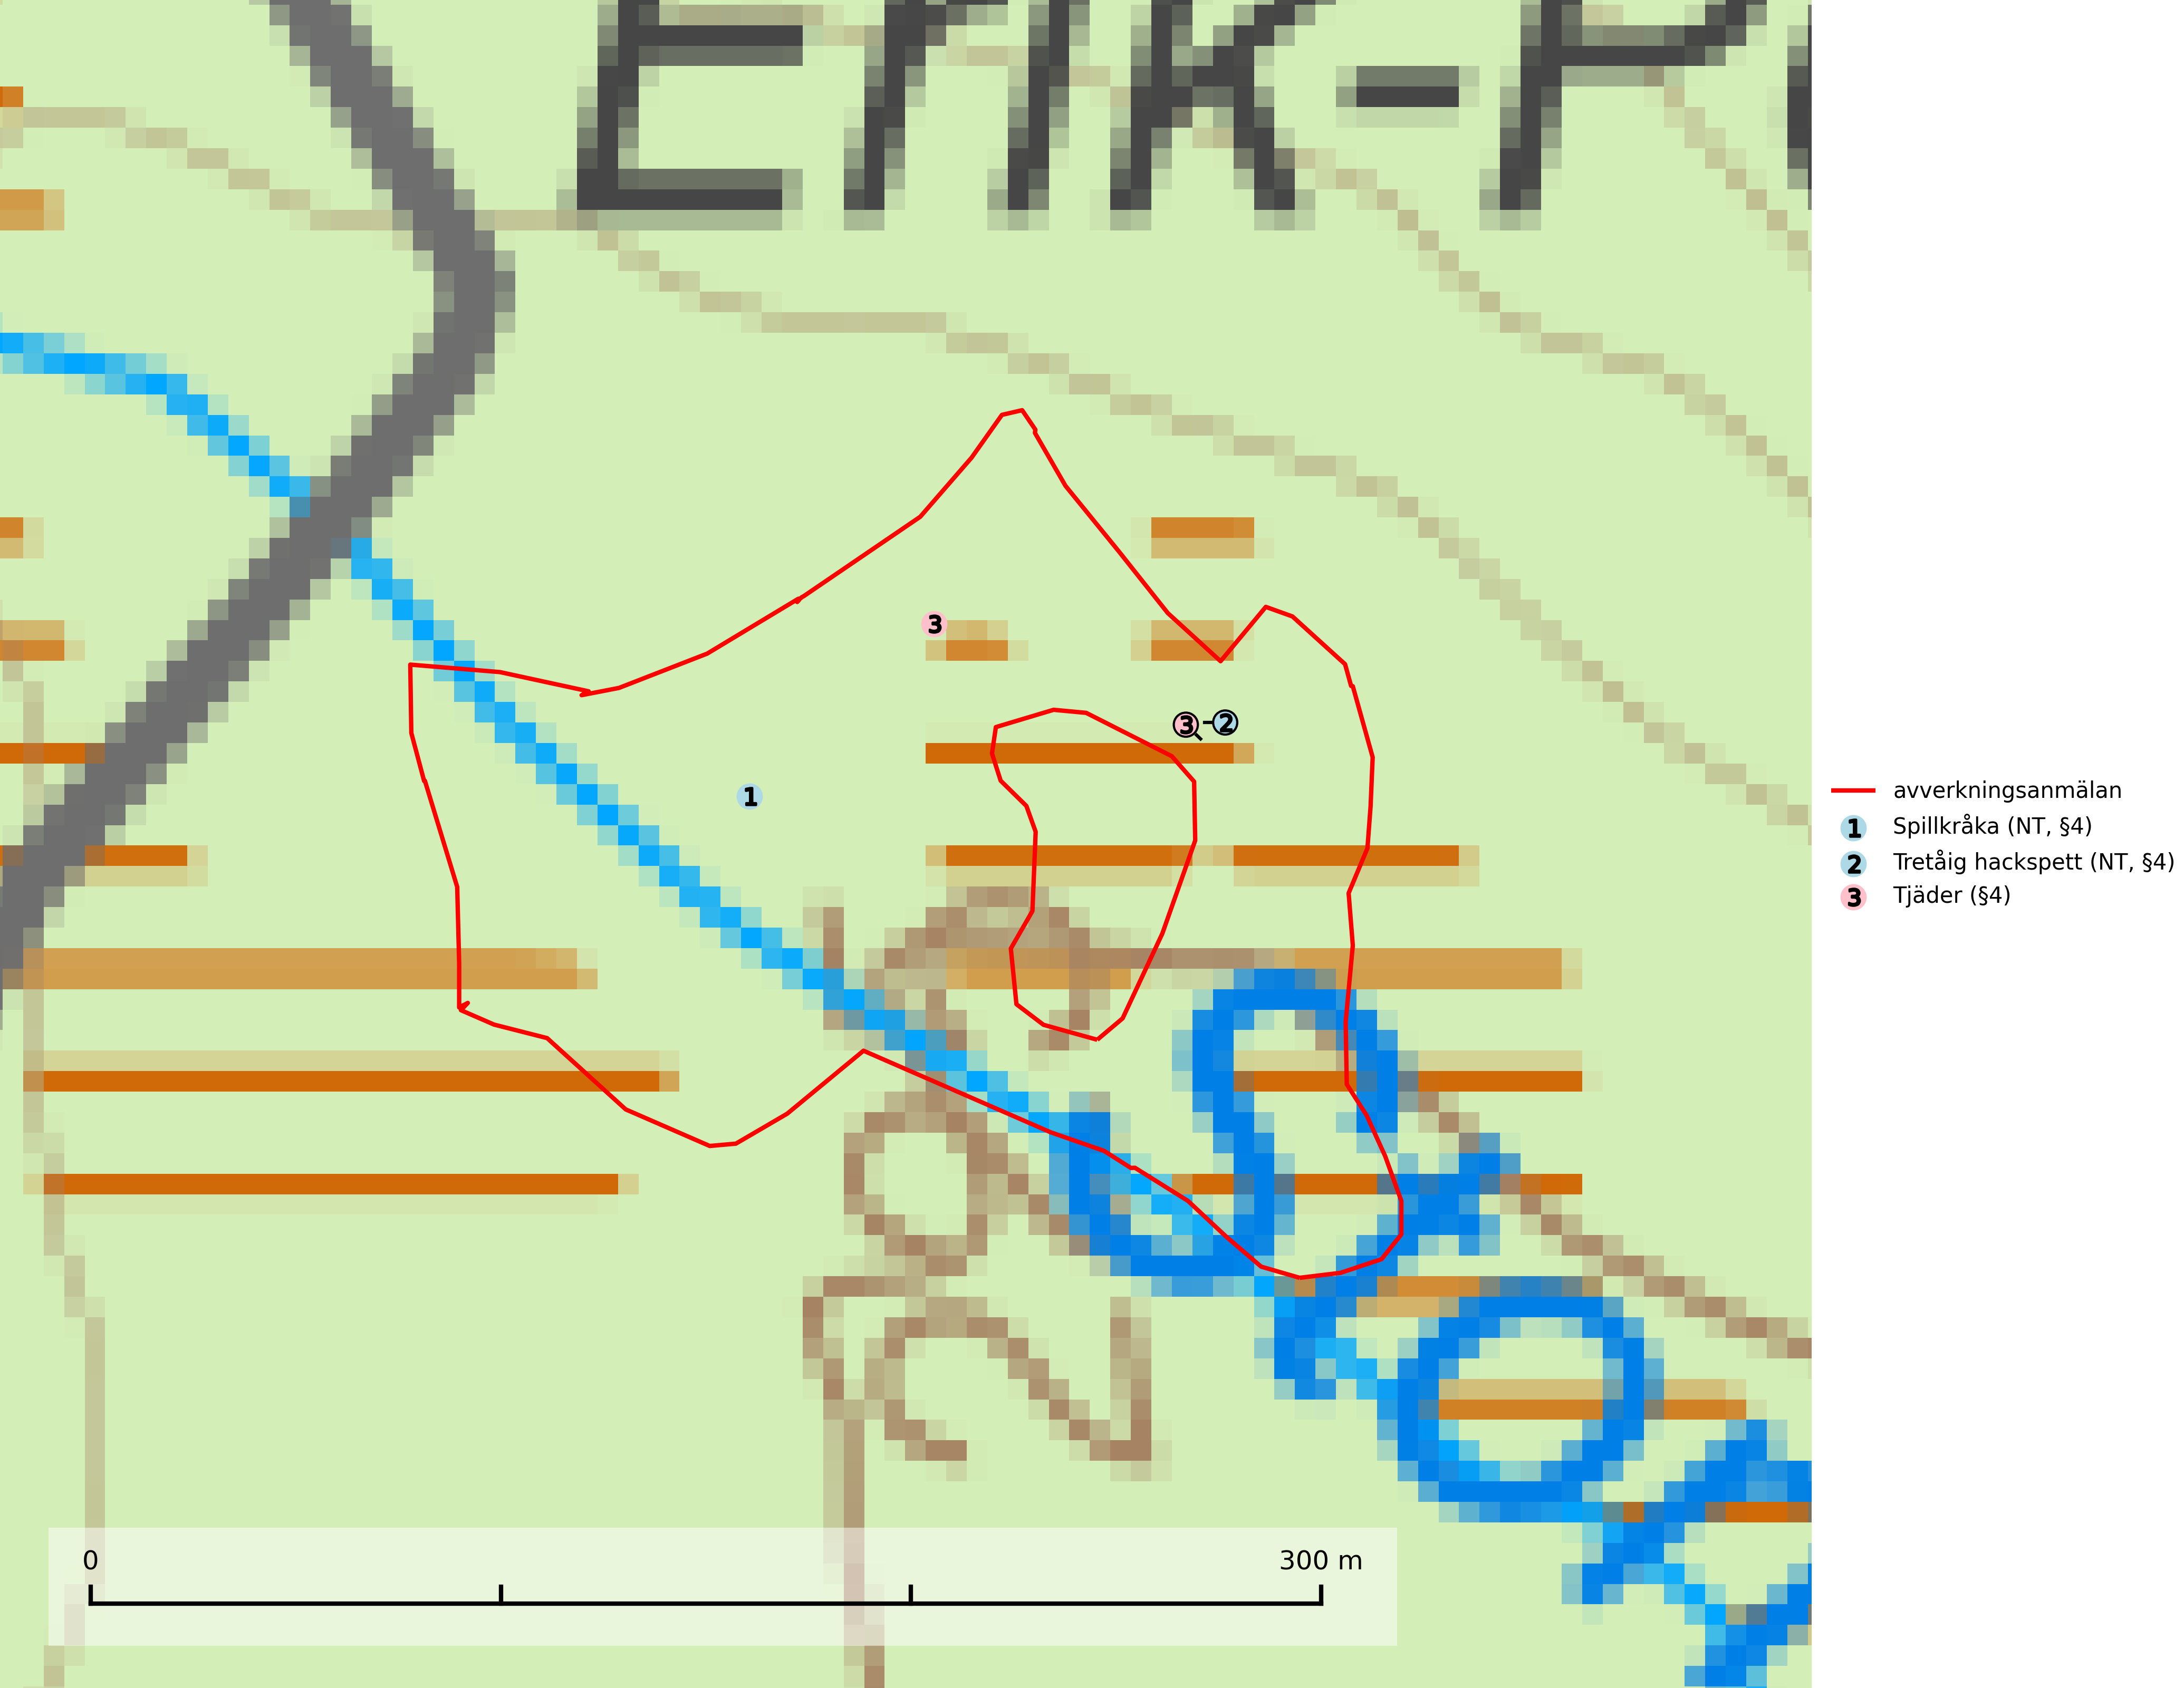 3
3 2
1
avverkningsanmälan
1 Spillkråka (NT, §4)
2 Tretåig hackspett (NT, §4)
3 Tjäder (§4)
0 300 m